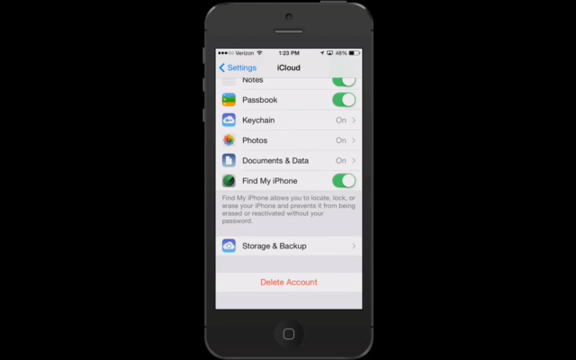 Verizon 1:23 PM 48%
Settings iCloud
Notes
Passbook
Keychain On
Photos On
Documents & Data On
Find My iPhone
Find My iPhone allows you to locate, lock, or
erase your iPhone and prevents it from being
erased or reactivated without your
password.
Storage & Backup
Delete Account